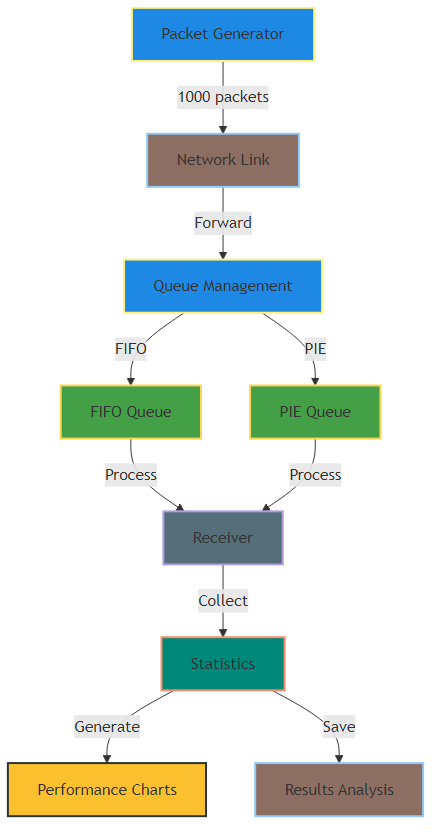 Packet Generator
1000 packets
Network Link
Forward
Queue Management
FIFO
PIE
FIFO Queue
PIE Queue
Process
Process
Receiver
Collect
Statistics
Generate
Save
Performance Charts
Results Analysis